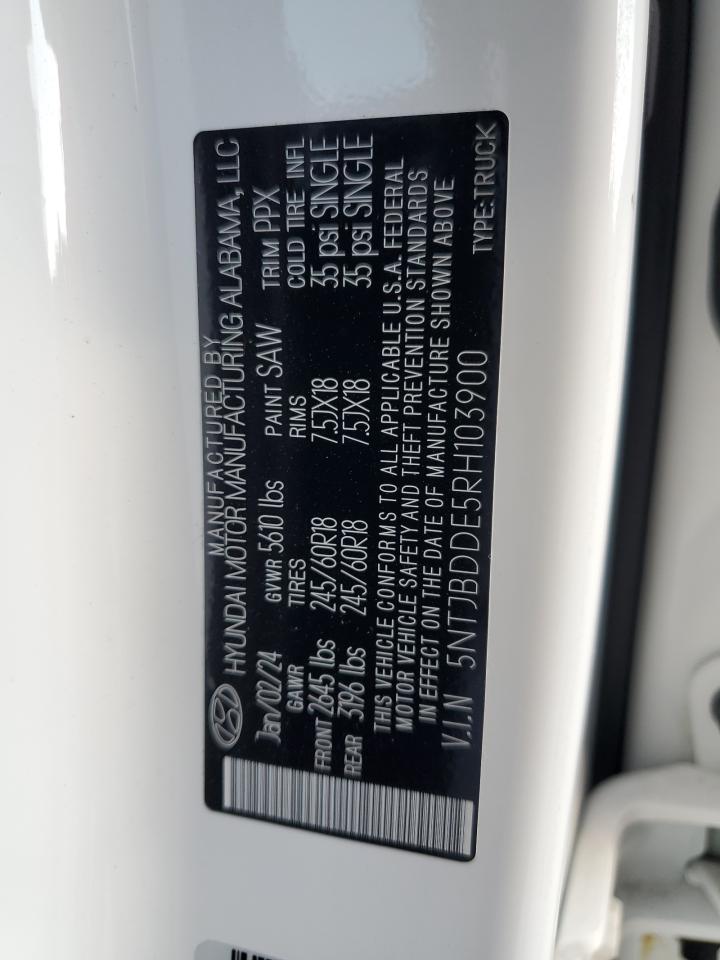 MANUFACTURED BY
HYUNDAI MOTOR MANUFACTURING ALABAMA, LLC
Jan/02/24 GVWR 5610 lbs PAINT SAW TRIM PPX
GAWR TIRES RIMS COLD TIRE INFL
FRONT 2645 lbs 245/60R18 7.5JX18 35 psi SINGLE
REAR 3196 lbs 245/60R18 7.5JX18 35 psi SINGLE
THIS VEHICLE CONFORMS TO ALL APPLICABLE U.S.A. FEDERAL
MOTOR VEHICLE SAFETY AND THEFT PREVENTION STANDARDS
IN EFFECT ON THE DATE OF MANUFACTURE SHOWN ABOVE
V.I.N 5NTJBDDE5RH103900
TYPE:TRUCK